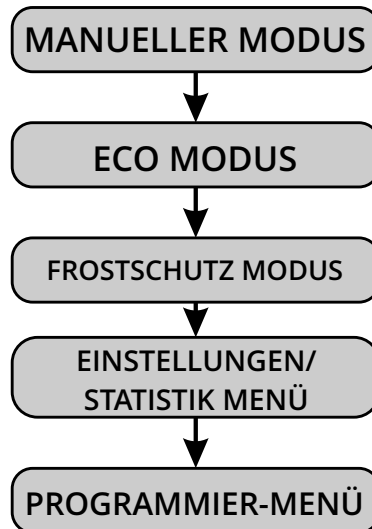 MANUELLER MODUS
ECO MODUS
FROSTSCHUTZ MODUS
EINSTELLUNGEN/
STATISTIK MENÜ
PROGRAMMIER-MENÜ